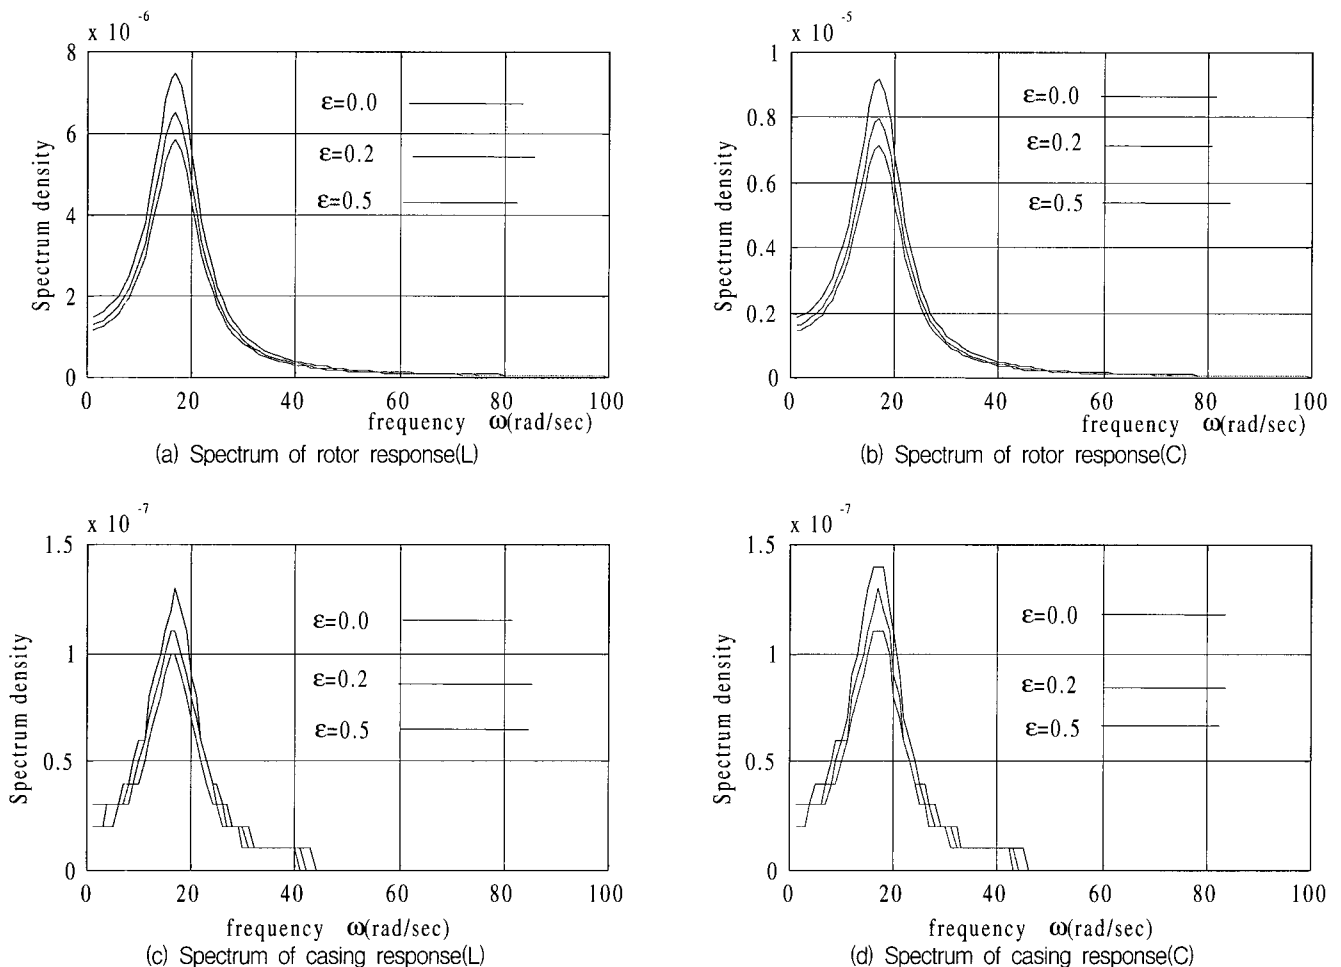 x 10 -6
8
6
4
2
0
Spectrum density
ε=0.0
ε=0.2
ε=0.5
0 20 40 60 80 100
frequency ω(rad/sec)
(a) Spectrum of rotor response(L)
x 10 -5
1
0.8
0.6
0.4
0.2
0
Spectrum density
ε=0.0
ε=0.2
ε=0.5
0 20 40 60 80 100
frequency ω(rad/sec)
(b) Spectrum of rotor response(C)
x 10 -7
1.5
1
0.5
0
Spectrum density
ε=0.0
ε=0.2
ε=0.5
0 20 40 60 80 100
frequency ω(rad/sec)
(c) Spectrum of casing response(L)
x 10 -7
1.5
1
0.5
0
Spectrum density
ε=0.0
ε=0.2
ε=0.5
0 20 40 60 80 100
frequency ω(rad/sec)
(d) Spectrum of casing response(C)